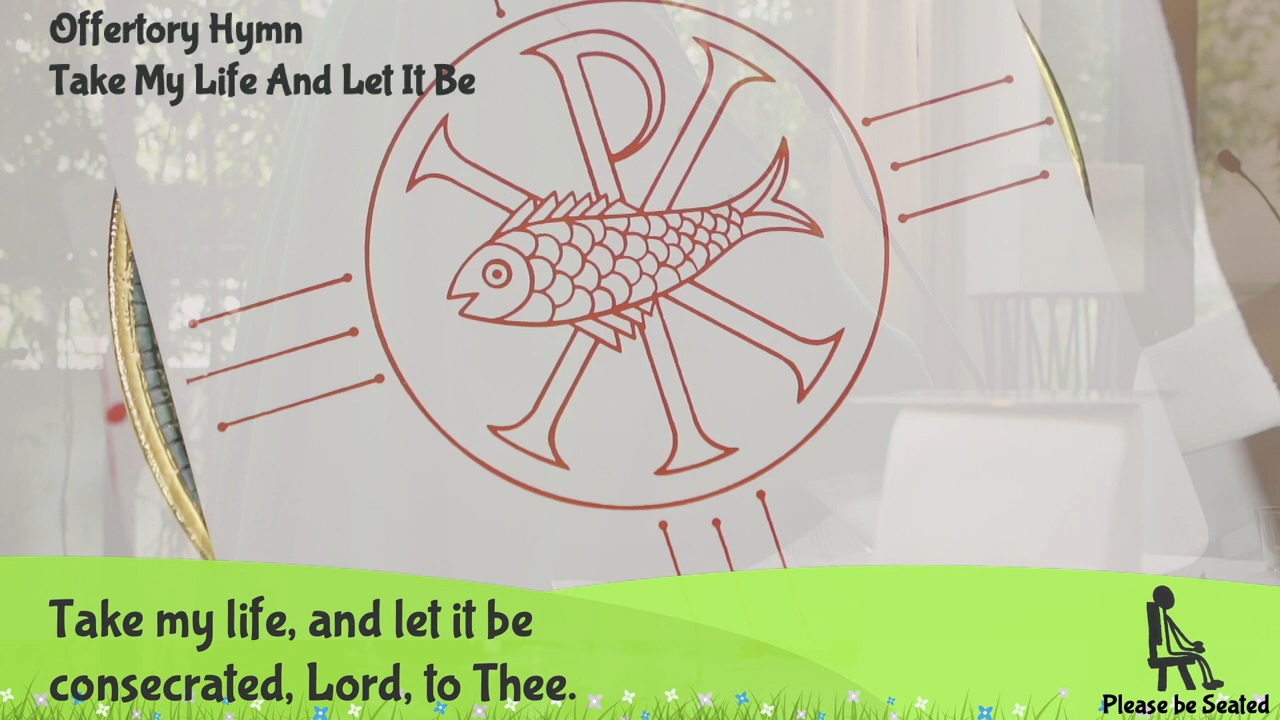 Offertory Hymn
Take My Life And Let It Be
Take my life, and let it be
consecrated, Lord, to Thee.
Please be Seated